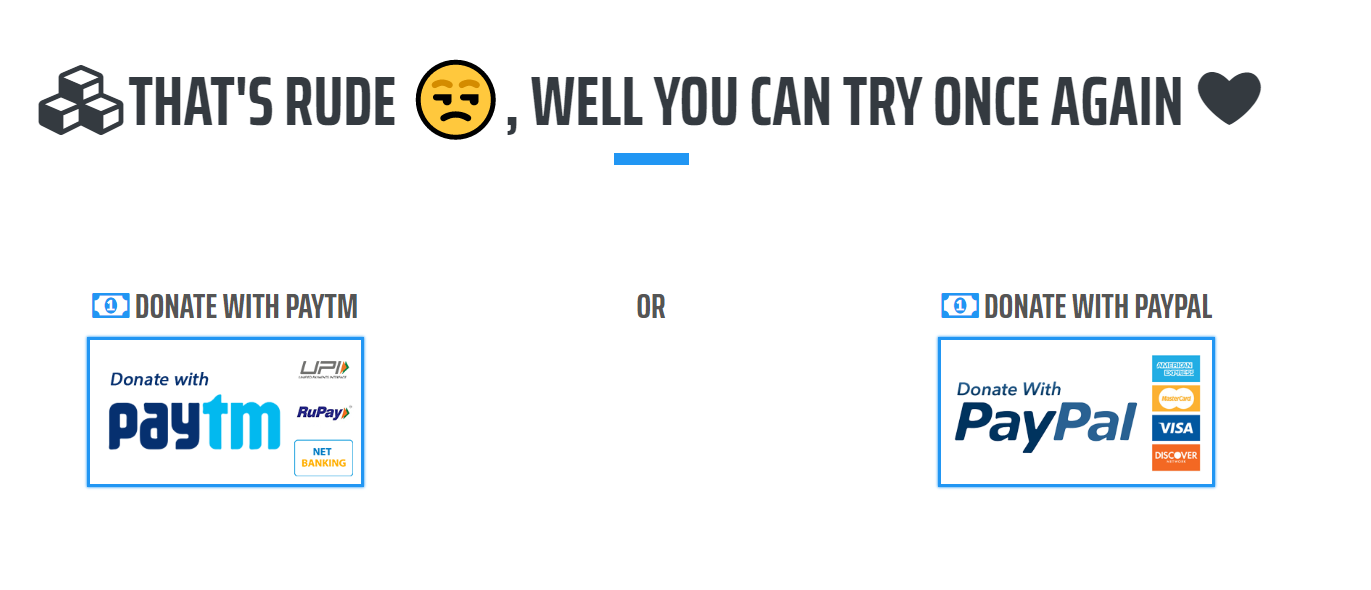 THAT'S RUDE 😒, WELL YOU CAN TRY ONCE AGAIN
DONATE WITH PAYTM
OR
DONATE WITH PAYPAL
Donate with
paytm
UPI
RuPay
NET
BANKING
Donate With
PayPal
AMERICAN
EXPRESS
MasterCard
VISA
DISCOVER
NETWORK